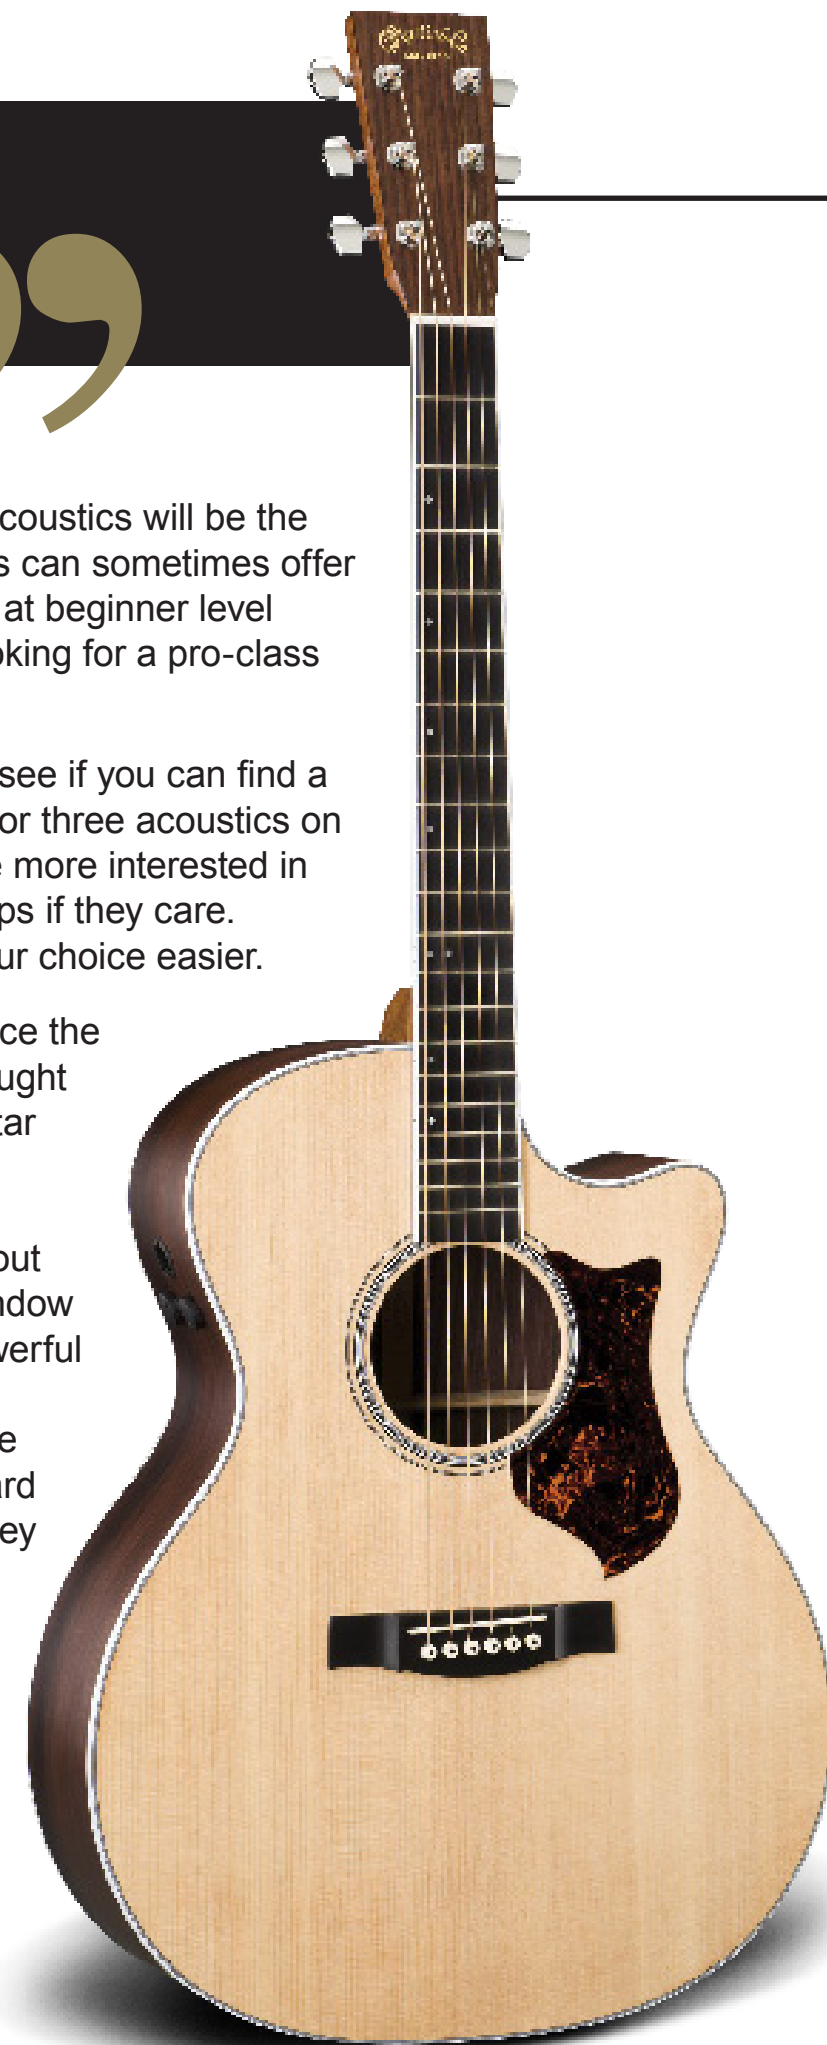 ”
coustics will be the
s can sometimes offer
at beginner level
oking for a pro-class
see if you can find a
or three acoustics on
e more interested in
ps if they care.
ur choice easier.
ce the
ught
tar
out
ndow
werful
e
ard
ey